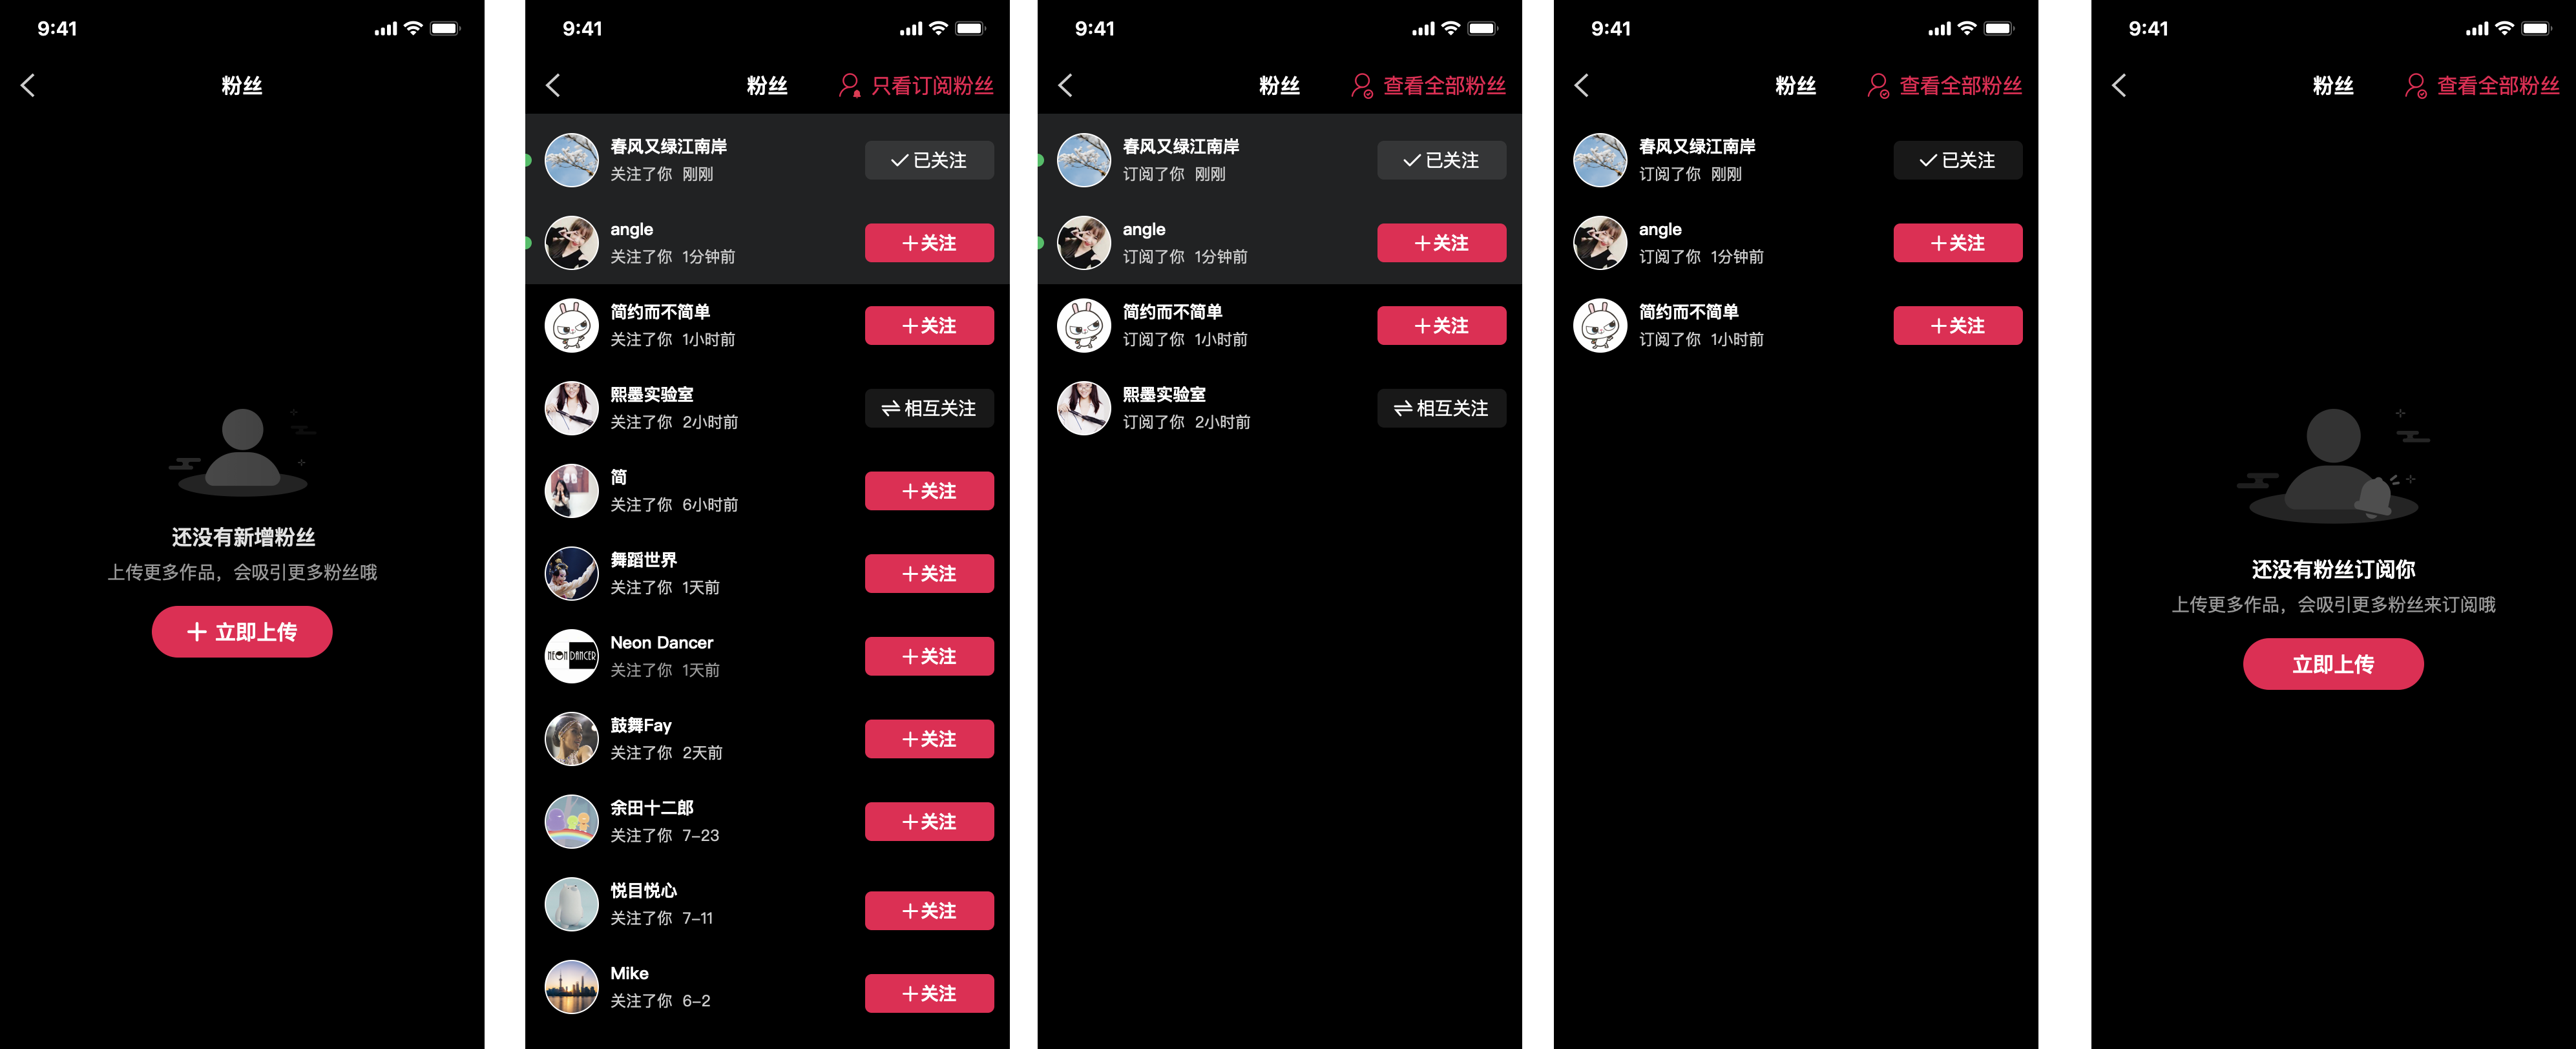 9:41
粉丝
还没有新增粉丝
上传更多作品，会吸引更多粉丝哦
立即上传
9:41
粉丝 只看订阅粉丝
春风又绿江南岸
关注了你 刚刚
已关注
angle
关注了你 1分钟前
关注
简约而不简单
关注了你 1小时前
关注
熙墨实验室
关注了你 2小时前
相互关注
简
关注了你 6小时前
关注
舞蹈世界
关注了你 1天前
关注
Neon Dancer
关注了你 1天前
关注
NEON DANCER
鼓舞Fay
关注了你 2天前
关注
余田十二郎
关注了你 7-23
关注
悦目悦心
关注了你 7-11
关注
Mike
关注了你 6-2
关注
9:41
粉丝 查看全部粉丝
春风又绿江南岸
订阅了你 刚刚
已关注
angle
订阅了你 1分钟前
关注
简约而不简单
订阅了你 1小时前
关注
熙墨实验室
订阅了你 2小时前
相互关注
9:41
粉丝 查看全部粉丝
春风又绿江南岸
订阅了你 刚刚
已关注
angle
订阅了你 1分钟前
关注
简约而不简单
订阅了你 1小时前
关注
9:41
粉丝 查看全部粉丝
还没有粉丝订阅你
上传更多作品，会吸引更多粉丝来订阅哦
立即上传